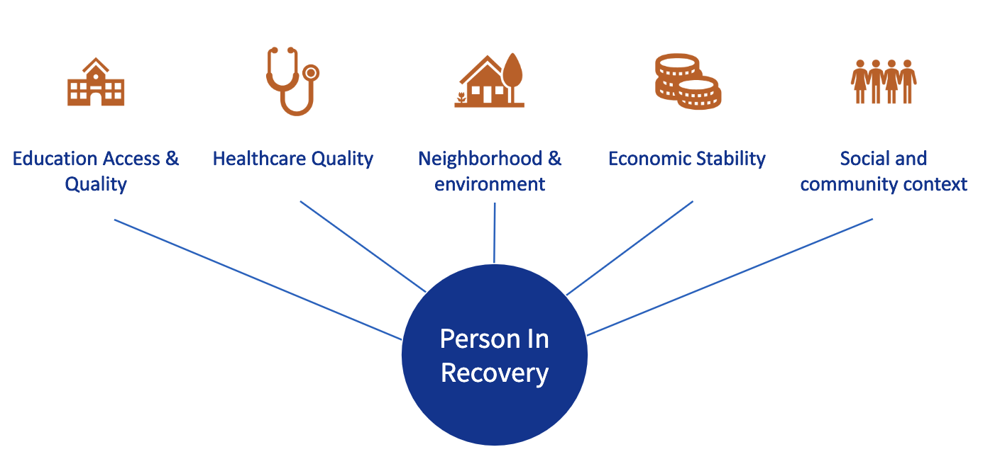 Education Access &
Quality
Healthcare Quality
Neighborhood &
environment
Economic Stability
Social and
community context
Person In
Recovery